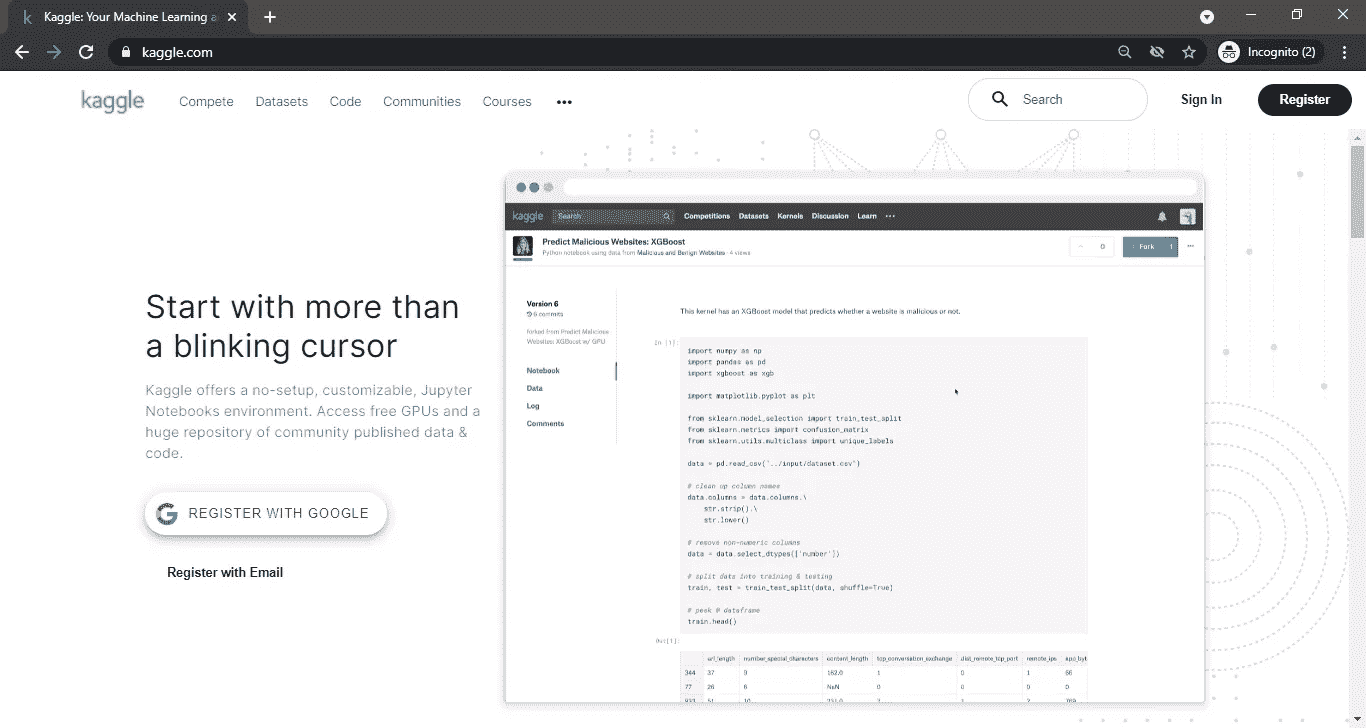 Kaggle: Your Machine Learning a
kaggle.com
Incognito (2)
kaggle
Compete Datasets Code Communities Courses •••
Search
Sign In
Register
Start with more than
a blinking cursor
Kaggle offers a no-setup, customizable, Jupyter
Notebooks environment. Access free GPUs and a
huge repository of community published data &
code.
REGISTER WITH GOOGLE
Register with Email
kaggle Search Competitions Datasets Kernels Discussion Learn •••
Predict Malicious Websites: XGBoost
Python notebook using data from Malicious and Benign Websites · 4 views
0
Fork 1
Version 6
6 commits
forked from Predict Malicious
Websites: XGBoost w/ GPU
Notebook
Data
Log
Comments
This kernel has an XGBoost model that predicts whether a website is malicious or not.
In [1]:
import numpy as np
import pandas as pd
import xgboost as xgb
import matplotlib.pyplot as plt
from sklearn.model_selection import train_test_split
from sklearn.metrics import confusion_matrix
from sklearn.utils.multiclass import unique_labels
data = pd.read_csv("../input/dataset.csv")
# clean up column names
data.columns = data.columns.\
str.strip().\
str.lower()
# remove non-numeric columns
data = data.select_dtypes(['number'])
# split data into training & testing
train, test = train_test_split(data, shuffle=True)
# peek @ dataframe
train.head()
Out[1]:
url_length number_special_characters content_length tcp_conversation_exchange dist_remote_tcp_port remote_ips app_byt
344 37 9 162.0 1 0 1 66
77 26 6 NaN 0 0 0 0